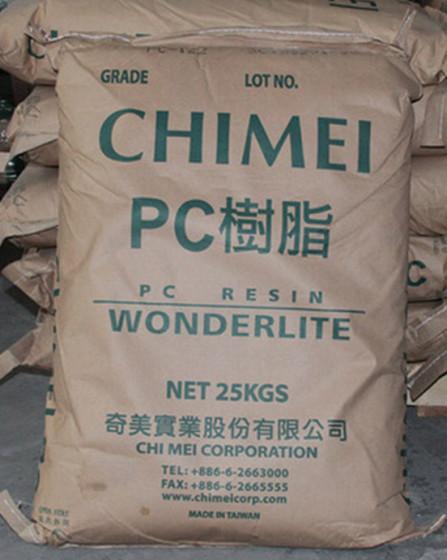 PC-122
GRADE LOT NO.
CHIMEI
PC樹脂
PC RESIN
WONDERLITE
NET 25KGS
奇美實業股份有限公司
CHI MEI CORPORATION
TEL: +886-6-2663000
FAX: +886-6-2665555
www.chimeicorp.com
MADE IN TAIWAN